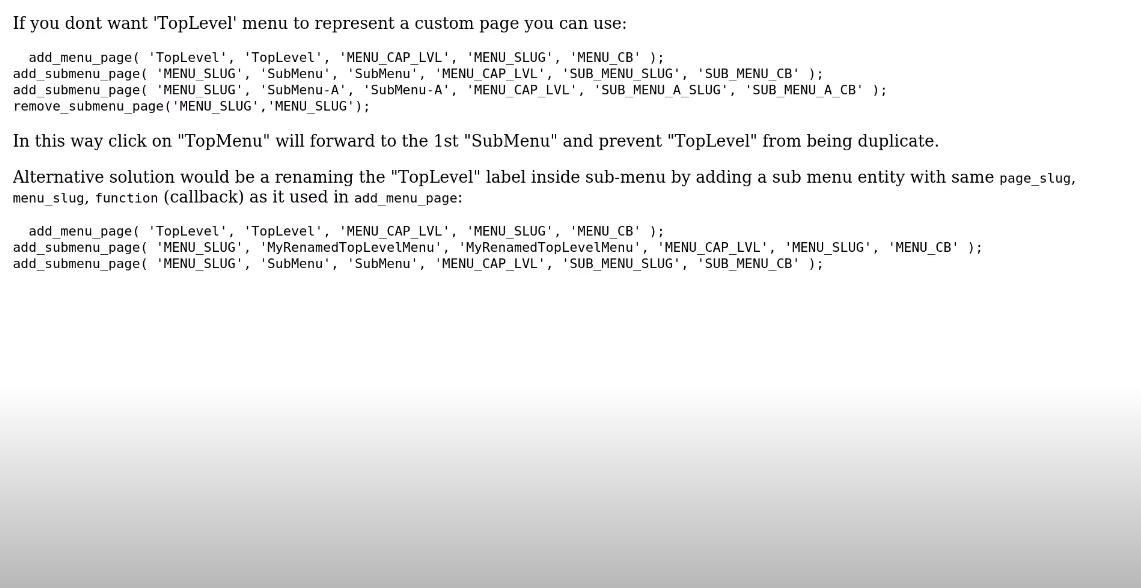 If you dont want 'TopLevel' menu to represent a custom page you can use:
add_menu_page( 'TopLevel', 'TopLevel', 'MENU_CAP_LVL', 'MENU_SLUG', 'MENU_CB' );
add_submenu_page( 'MENU_SLUG', 'SubMenu', 'SubMenu', 'MENU_CAP_LVL', 'SUB_MENU_SLUG', 'SUB_MENU_CB' );
add_submenu_page( 'MENU_SLUG', 'SubMenu-A', 'SubMenu-A', 'MENU_CAP_LVL', 'SUB_MENU_A_SLUG', 'SUB_MENU_A_CB' );
remove_submenu_page('MENU_SLUG','MENU_SLUG');
In this way click on "TopMenu" will forward to the 1st "SubMenu" and prevent "TopLevel" from being duplicate.
Alternative solution would be a renaming the "TopLevel" label inside sub-menu by adding a sub menu entity with same page_slug,
menu_slug, function (callback) as it used in add_menu_page:
add_menu_page( 'TopLevel', 'TopLevel', 'MENU_CAP_LVL', 'MENU_SLUG', 'MENU_CB' );
add_submenu_page( 'MENU_SLUG', 'MyRenamedTopLevelMenu', 'MyRenamedTopLevelMenu', 'MENU_CAP_LVL', 'MENU_SLUG', 'MENU_CB' );
add_submenu_page( 'MENU_SLUG', 'SubMenu', 'SubMenu', 'MENU_CAP_LVL', 'SUB_MENU_SLUG', 'SUB_MENU_CB' );